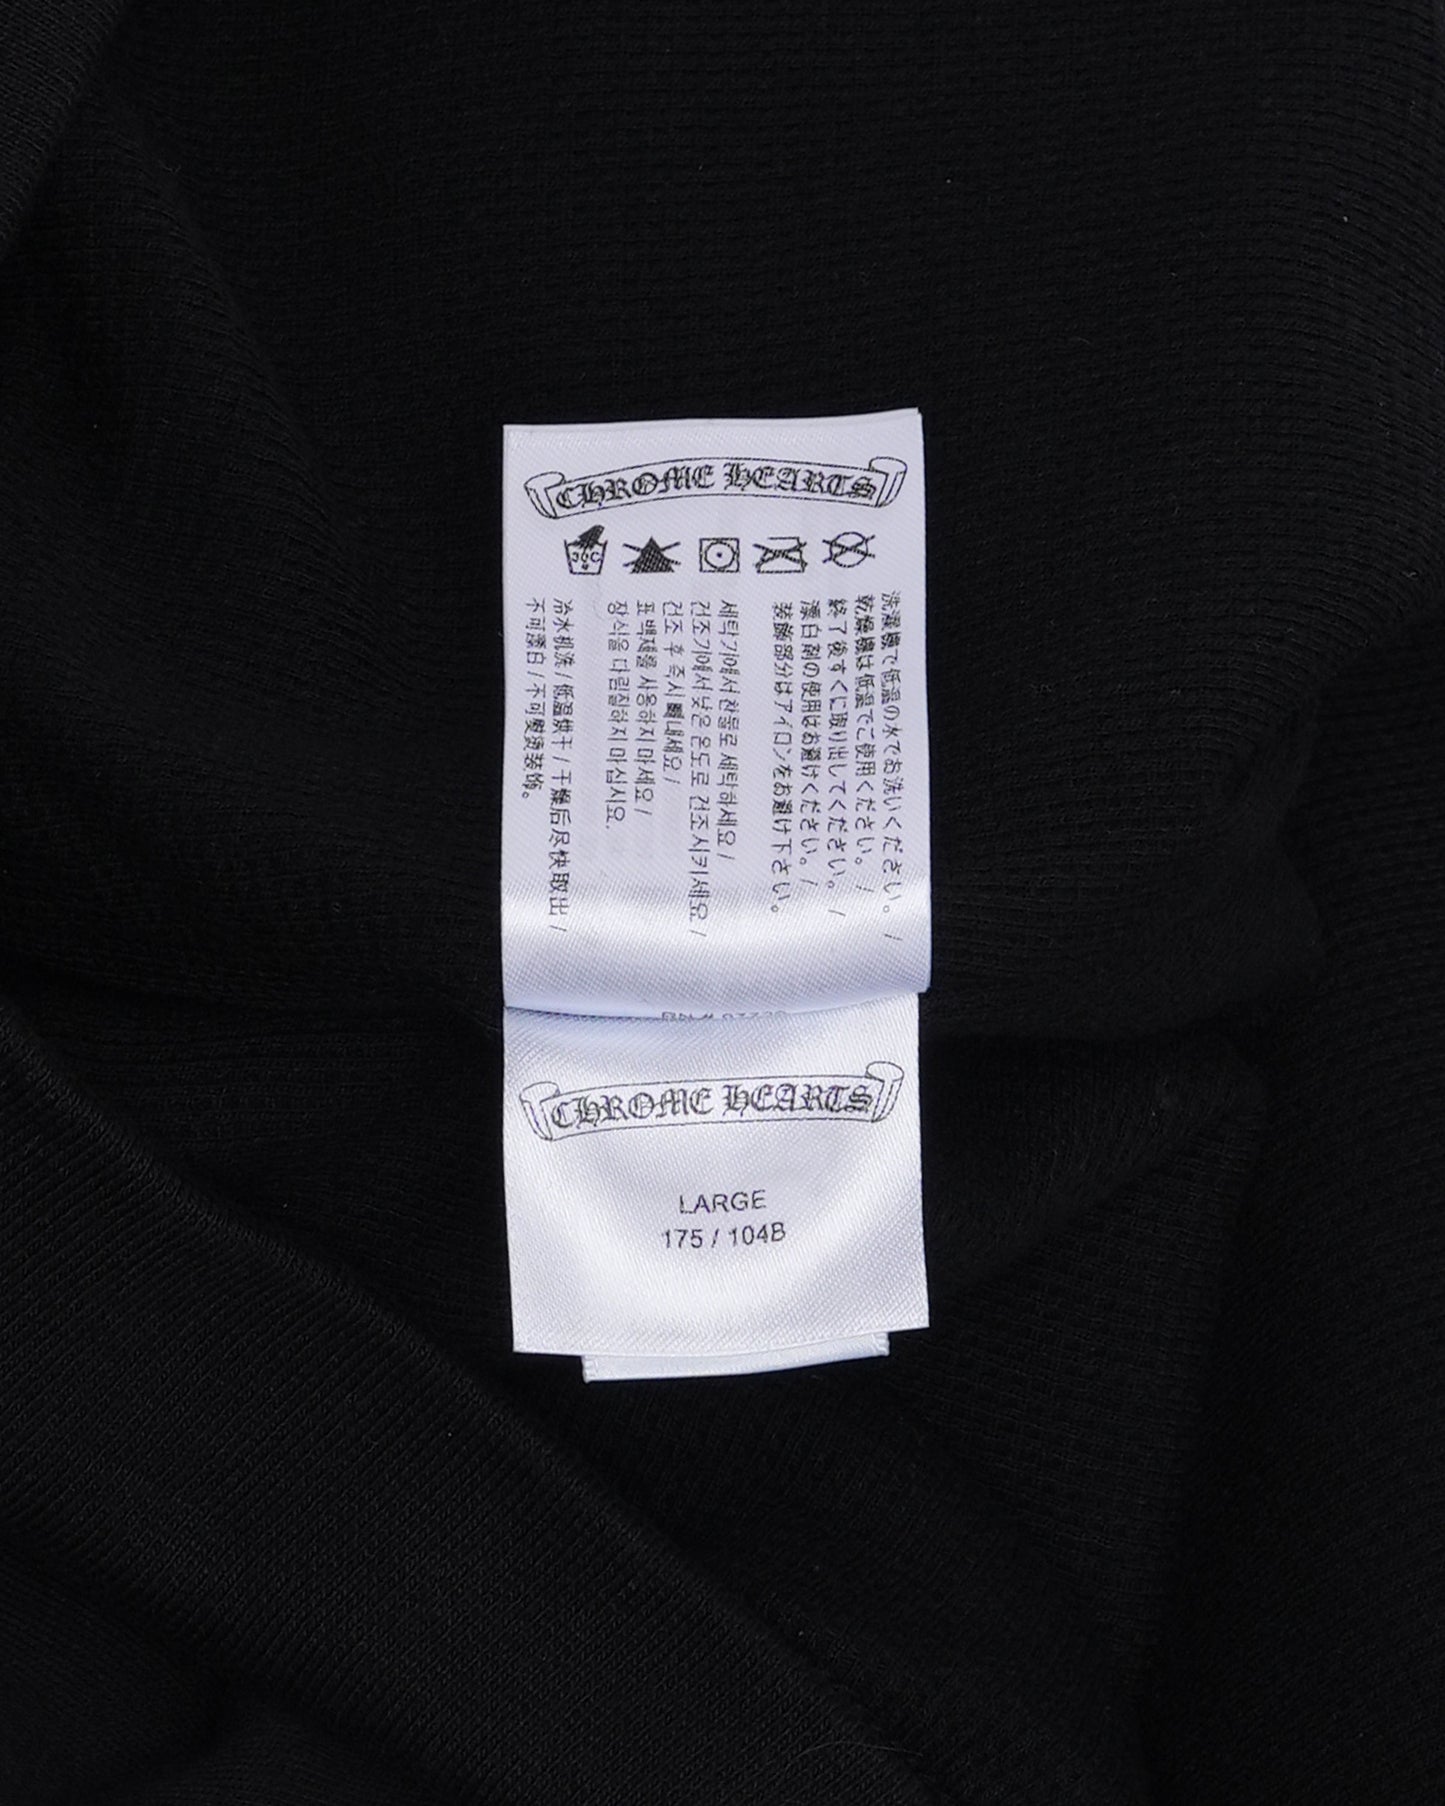 CHROME HEARTS
30C
洗濯機で低温の水でお洗いください。 /
乾燥機は低温でご使用ください。 /
終了後すぐに取り出してください。 /
漂白剤の使用はお避けください。 /
装飾部分はアイロンをお避け下さい。
세탁기에서 찬물로 세탁하세요 /
건조기에서 낮은 온도로 건조시키세요 /
건조 후 즉시 빼내세요 /
표백제를 사용하지 마세요 /
장식을 다림질하지 마십시오.
冷水机洗 / 低温烘干 / 干燥后尽快取出 /
不可漂白 / 不可熨烫装饰。
CHROME HEARTS
LARGE
175 / 104B